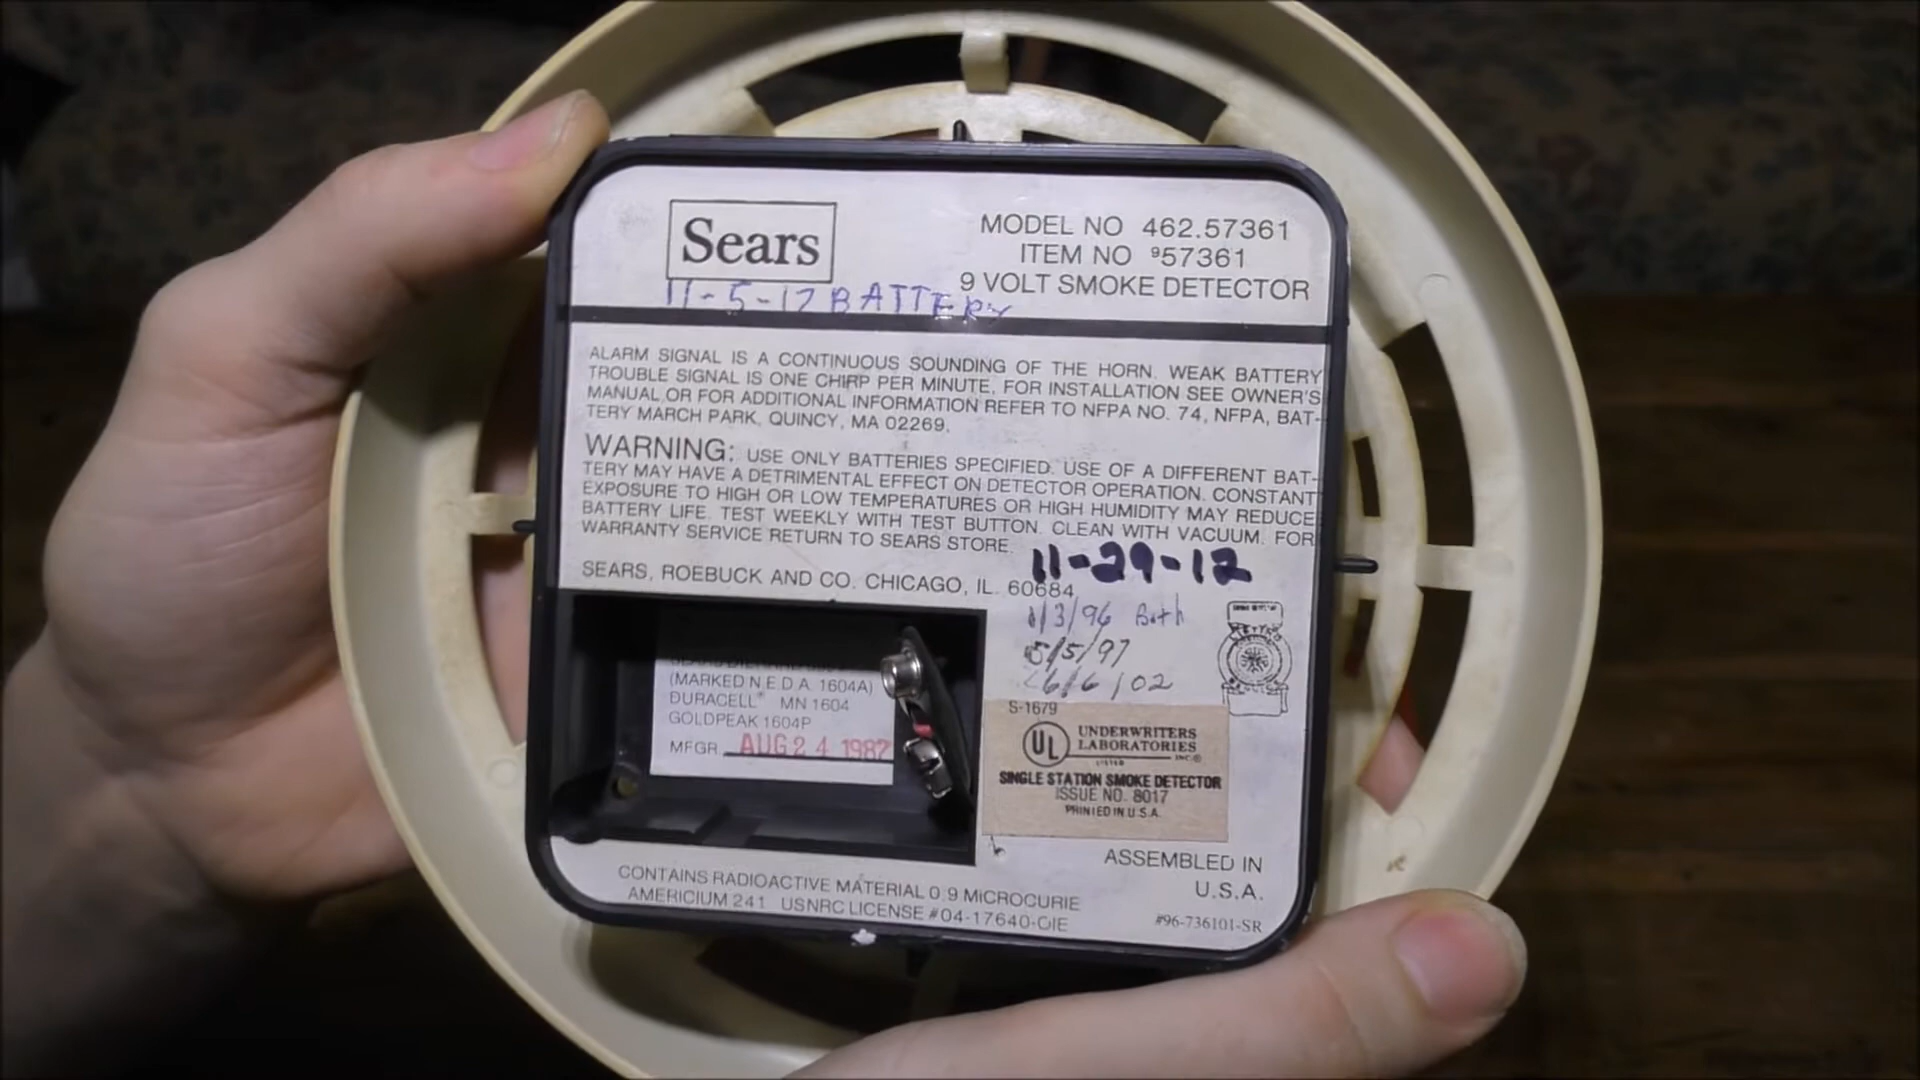 Sears
MODEL NO 462.57361
ITEM NO 957361
9 VOLT SMOKE DETECTOR
11-5-17 BATTERY
ALARM SIGNAL IS A CONTINUOUS SOUNDING OF THE HORN. WEAK BATTERY
TROUBLE SIGNAL IS ONE CHIRP PER MINUTE, FOR INSTALLATION SEE OWNER'S
MANUAL,OR FOR ADDITIONAL INFORMATION REFER TO NFPA NO. 74, NFPA, BAT-
TERY MARCH PARK, QUINCY, MA 02269.
WARNING: USE ONLY BATTERIES SPECIFIED. USE OF A DIFFERENT BAT-
TERY MAY HAVE A DETRIMENTAL EFFECT ON DETECTOR OPERATION. CONSTANT
EXPOSURE TO HIGH OR LOW TEMPERATURES OR HIGH HUMIDITY MAY REDUCE
BATTERY LIFE. TEST WEEKLY WITH TEST BUTTON. CLEAN WITH VACUUM. FOR
WARRANTY SERVICE RETURN TO SEARS STORE.
11-29-12
SEARS, ROEBUCK AND CO. CHICAGO, IL. 60684
1/3/96 Both
5/5/97
6/6/02
(MARKED N.E.D.A. 1604A)
DURACELL® MN 1604
GOLDPEAK 1604P
MFGR. AUG 24 1987
S-1679
UL UNDERWRITERS
LABORATORIES
INC.®
LISTED
SINGLE STATION SMOKE DETECTOR
ISSUE NO. 8017
PRINTED IN U.S.A.
ASSEMBLED IN
U.S.A.
CONTAINS RADIOACTIVE MATERIAL 0.9 MICROCURIE
AMERICIUM 241 USNRC LICENSE #04-17640-OIE
#96-736101-SR